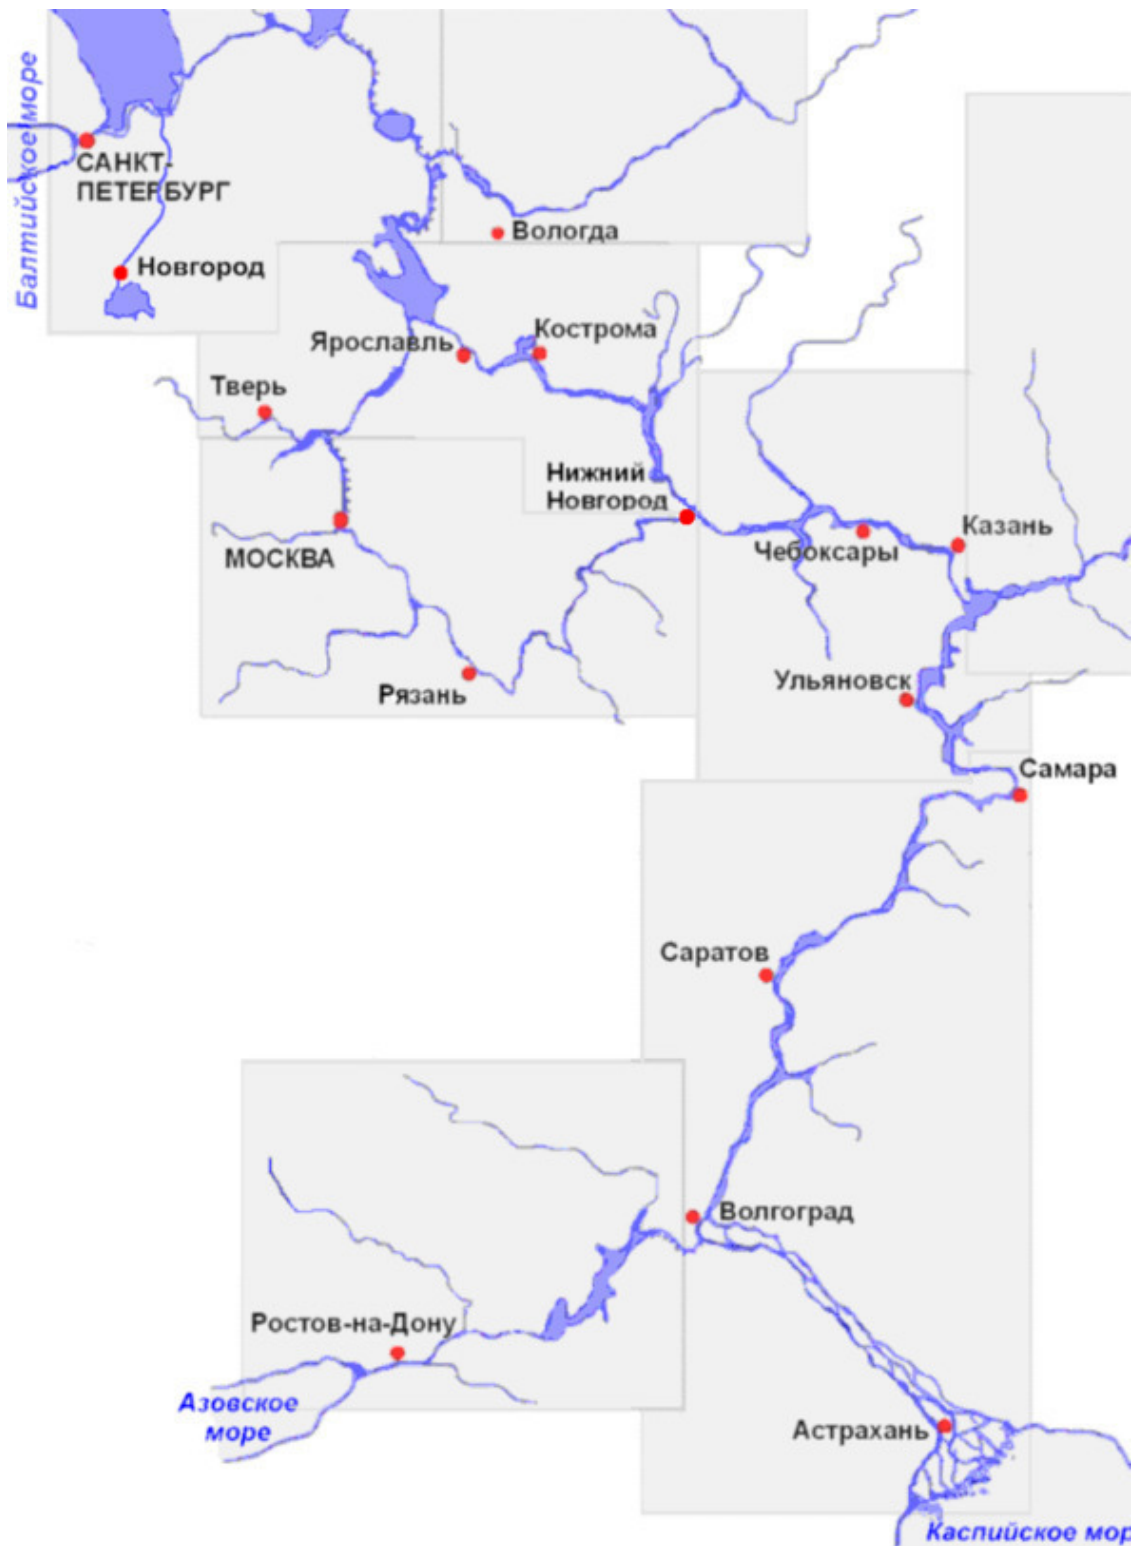 Балтийское море
САНКТ-
ПЕТЕРБУРГ
Вологда
Новгород
Ярославль
Кострома
Тверь
Нижний
Новгород
МОСКВА
Чебоксары
Казань
Рязань
Ульяновск
Самара
Саратов
Волгоград
Ростов-на-Дону
Азовское
море
Астрахань
Каспийское мор